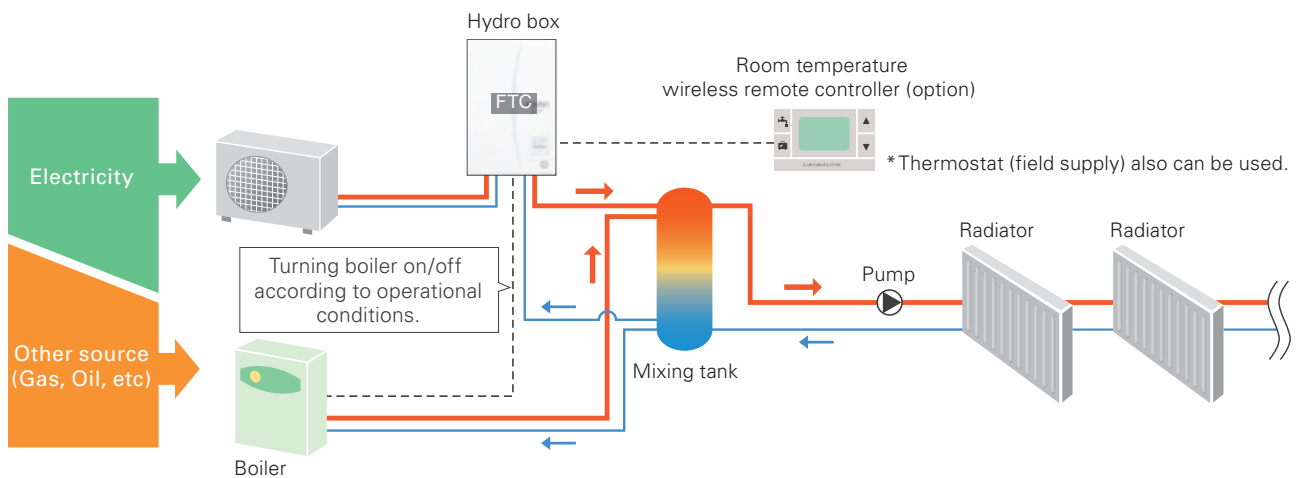 Hydro box
FTC
Room temperature
wireless remote controller (option)
* Thermostat (field supply) also can be used.
Electricity
Turning boiler on/off
according to operational
conditions.
Radiator
Radiator
Pump
Mixing tank
Other source
(Gas, Oil, etc)
Boiler